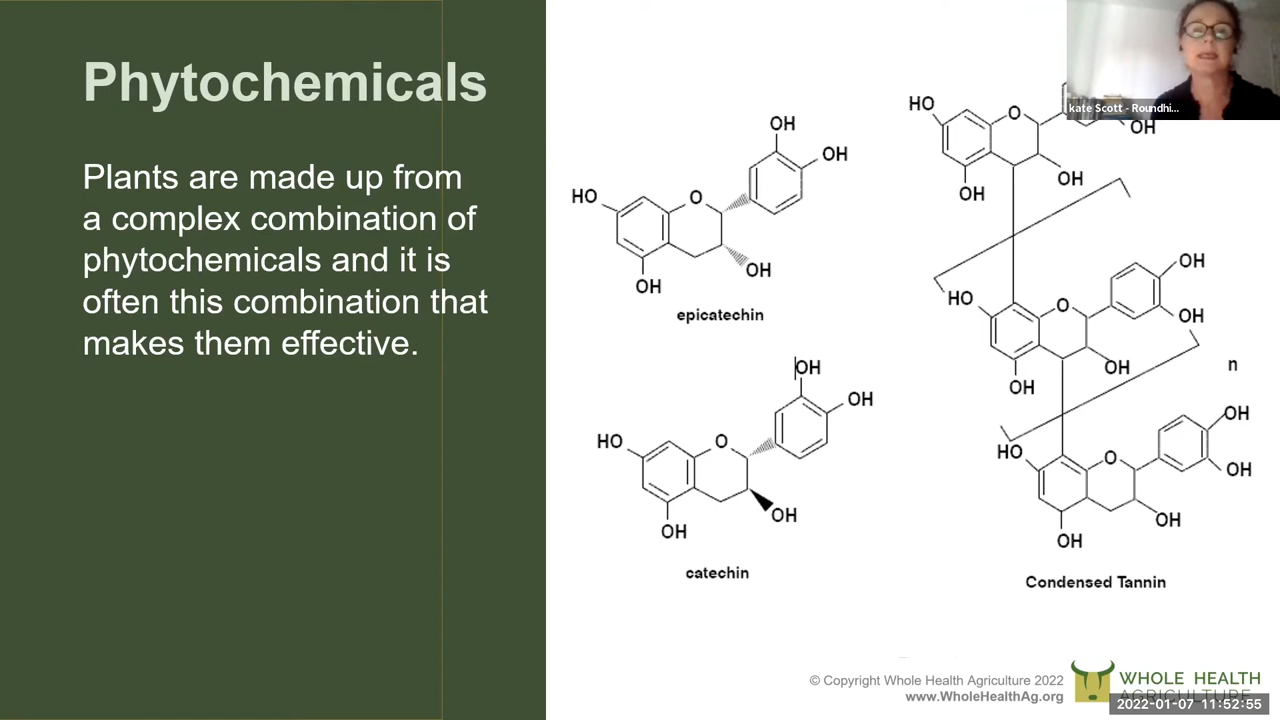 Phytochemicals
Plants are made up from
a complex combination of
phytochemicals and it is
often this combination that
makes them effective.
OH
OH
HO
O
OH
OH
epicatechin
OH
OH
HO
O
OH
OH
catechin
HO
O
OH
OH
OH
HO
O
OH
OH
OH
OH
n
HO
O
OH
OH
OH
OH
Condensed Tannin
kate Scott - Roundhi...
© Copyright Whole Health Agriculture 2022
www.WholeHealthAg.org
WHOLE HEALTH
AGRICULTURE
2022-01-07 11:52:55